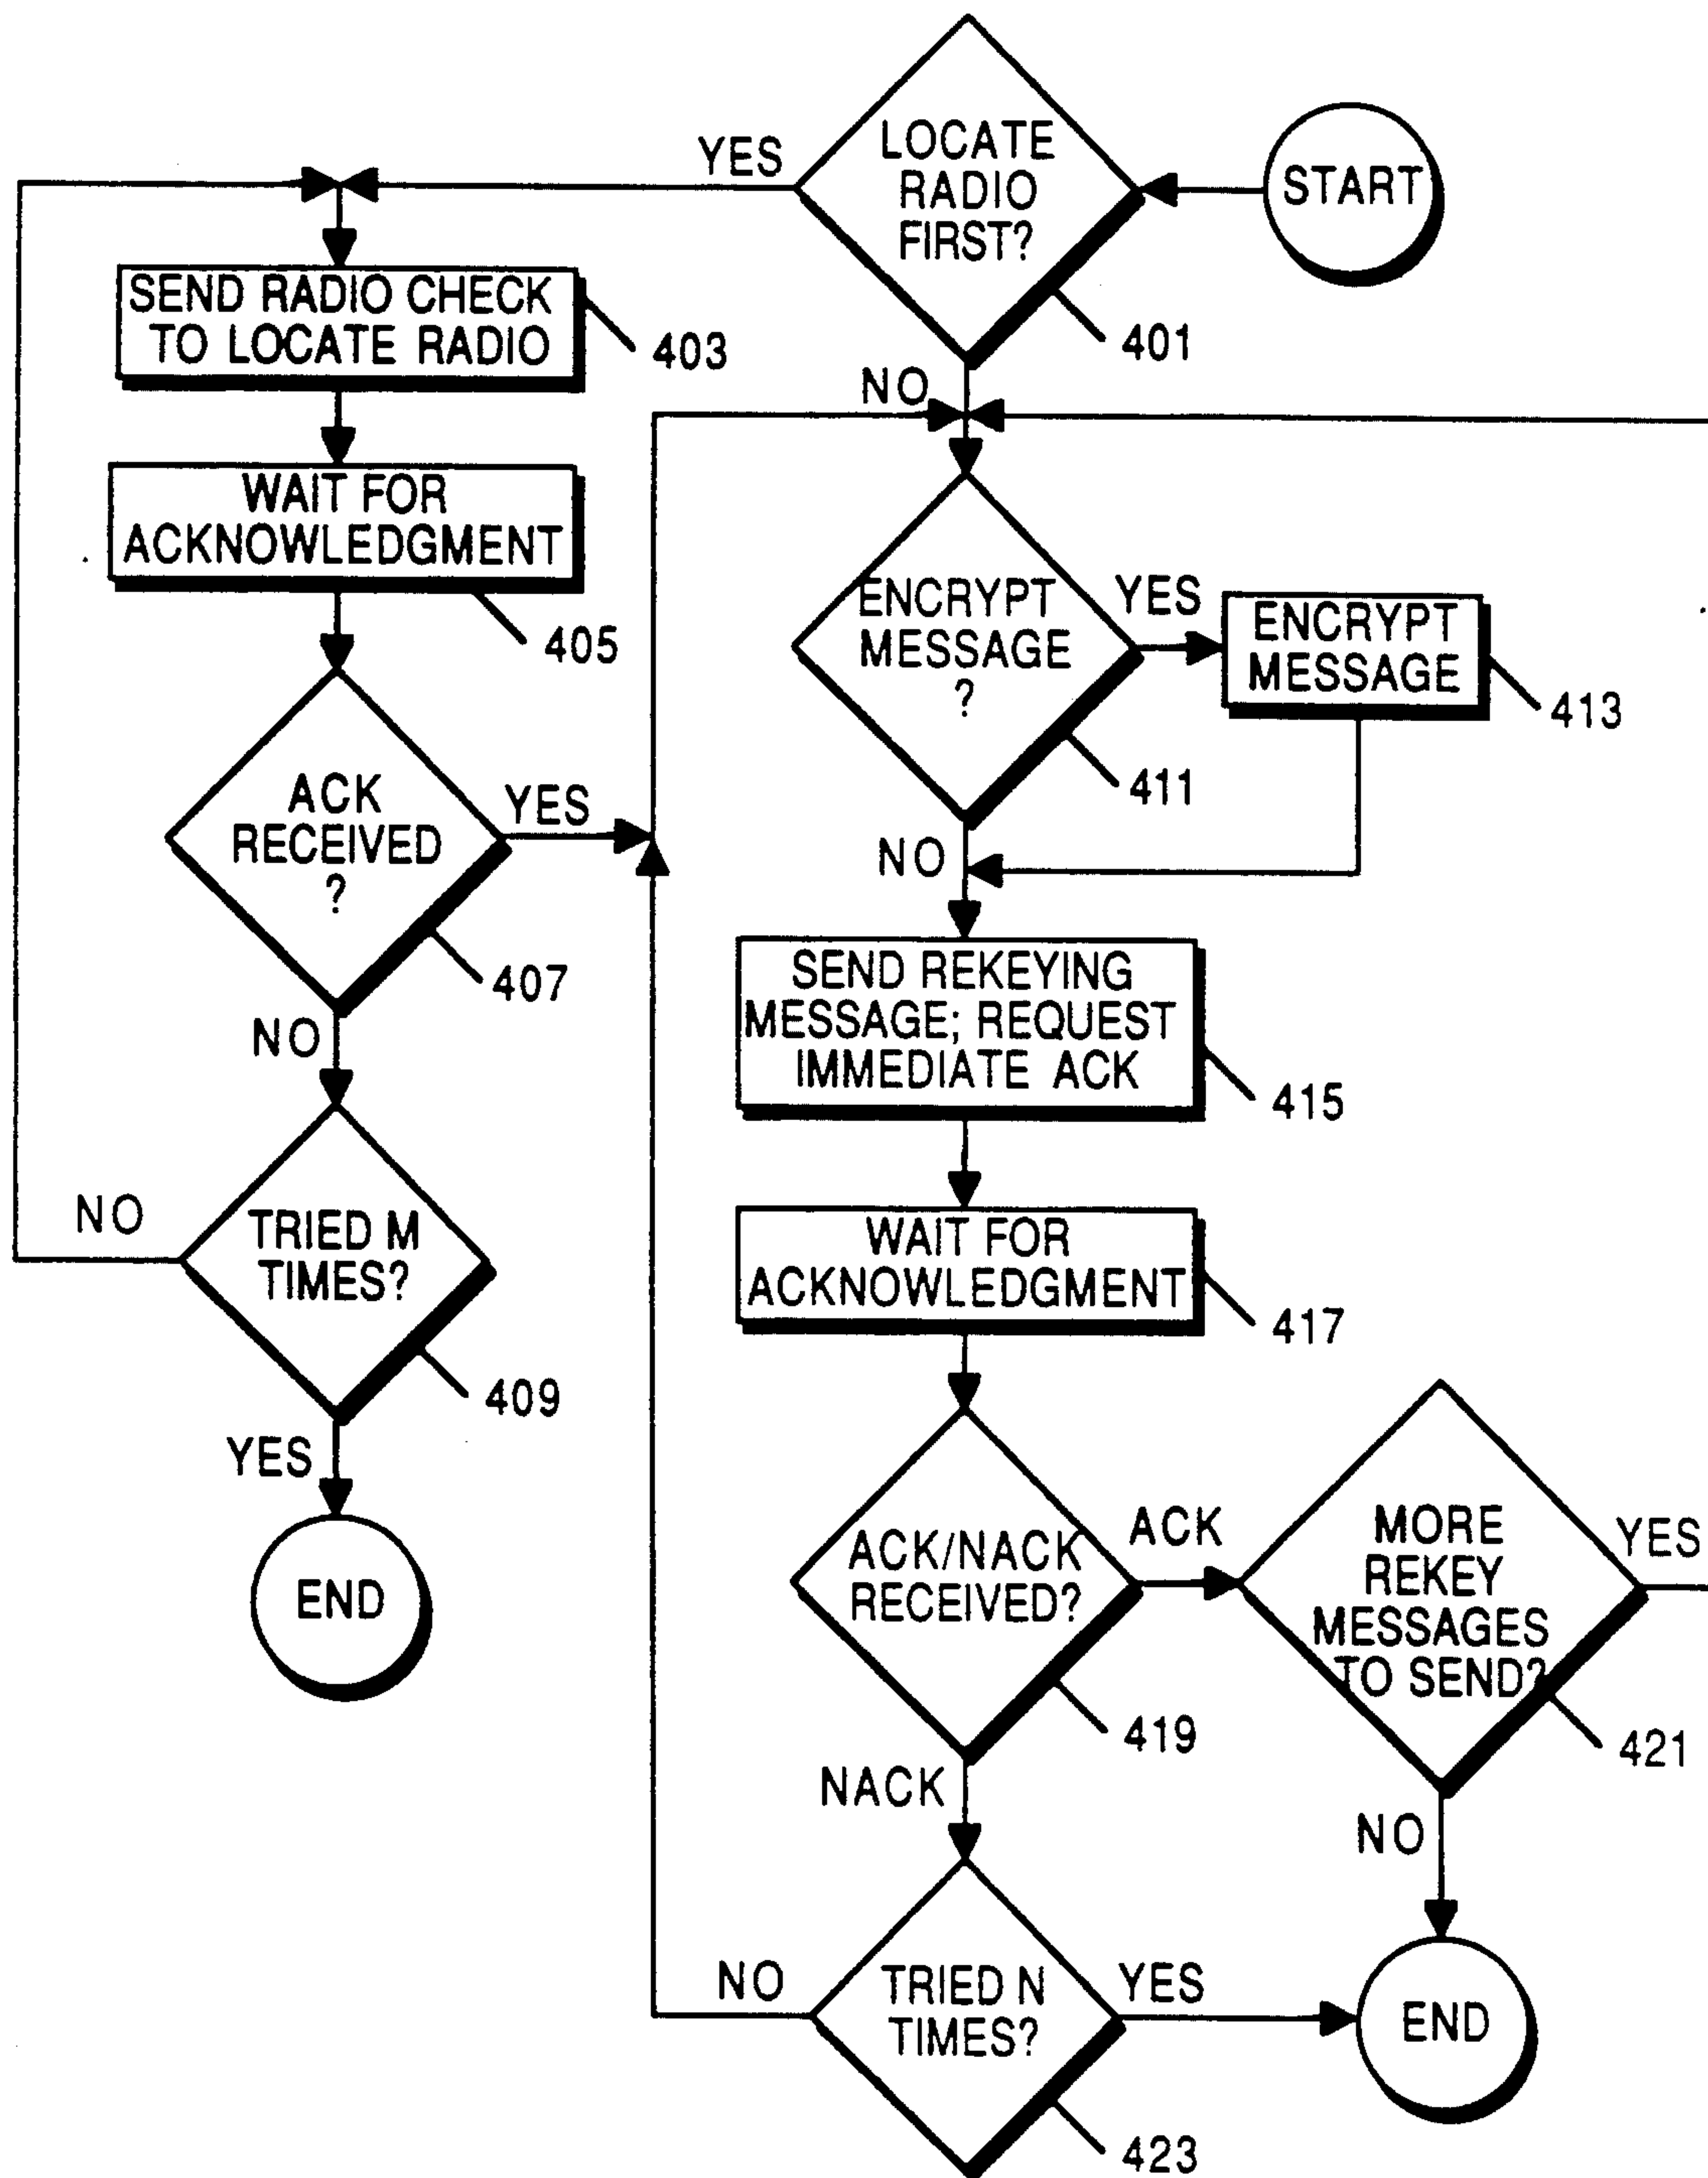 LOCATE
RADIO
FIRST?
START
YES
401
NO
SEND RADIO CHECK
TO LOCATE RADIO
403
WAIT FOR
ACKNOWLEDGMENT
405
ACK
RECEIVED
?
YES
407
NO
TRIED M
TIMES?
NO
409
YES
END
ENCRYPT
MESSAGE
?
YES
411
ENCRYPT
MESSAGE
413
NO
SEND REKEYING
MESSAGE; REQUEST
IMMEDIATE ACK
415
WAIT FOR
ACKNOWLEDGMENT
417
ACK/NACK
RECEIVED?
ACK
419
NACK
MORE
REKEY
MESSAGES
TO SEND?
YES
421
NO
TRIED N
TIMES?
NO
YES
423
END